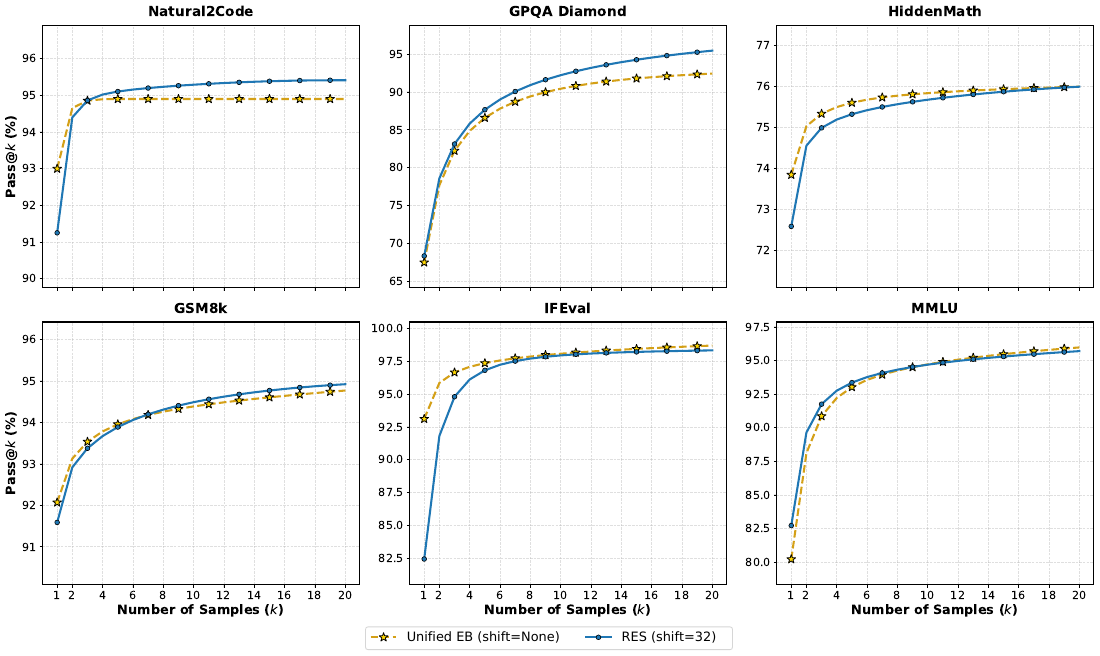 Natural2Code
GPQA Diamond
HiddenMath
Pass@k (%)
96
95
94
93
92
91
90
95
90
85
80
75
70
65
77
76
75
74
73
72
GSM8k
IFEval
MMLU
Pass@k (%)
96
95
94
93
92
91
100.0
97.5
95.0
92.5
90.0
87.5
85.0
82.5
97.5
95.0
92.5
90.0
87.5
85.0
82.5
80.0
1 2 4 6 8 10 12 14 16 18 20
1 2 4 6 8 10 12 14 16 18 20
1 2 4 6 8 10 12 14 16 18 20
Number of Samples (k)
Number of Samples (k)
Number of Samples (k)
Unified EB (shift=None)
RES (shift=32)